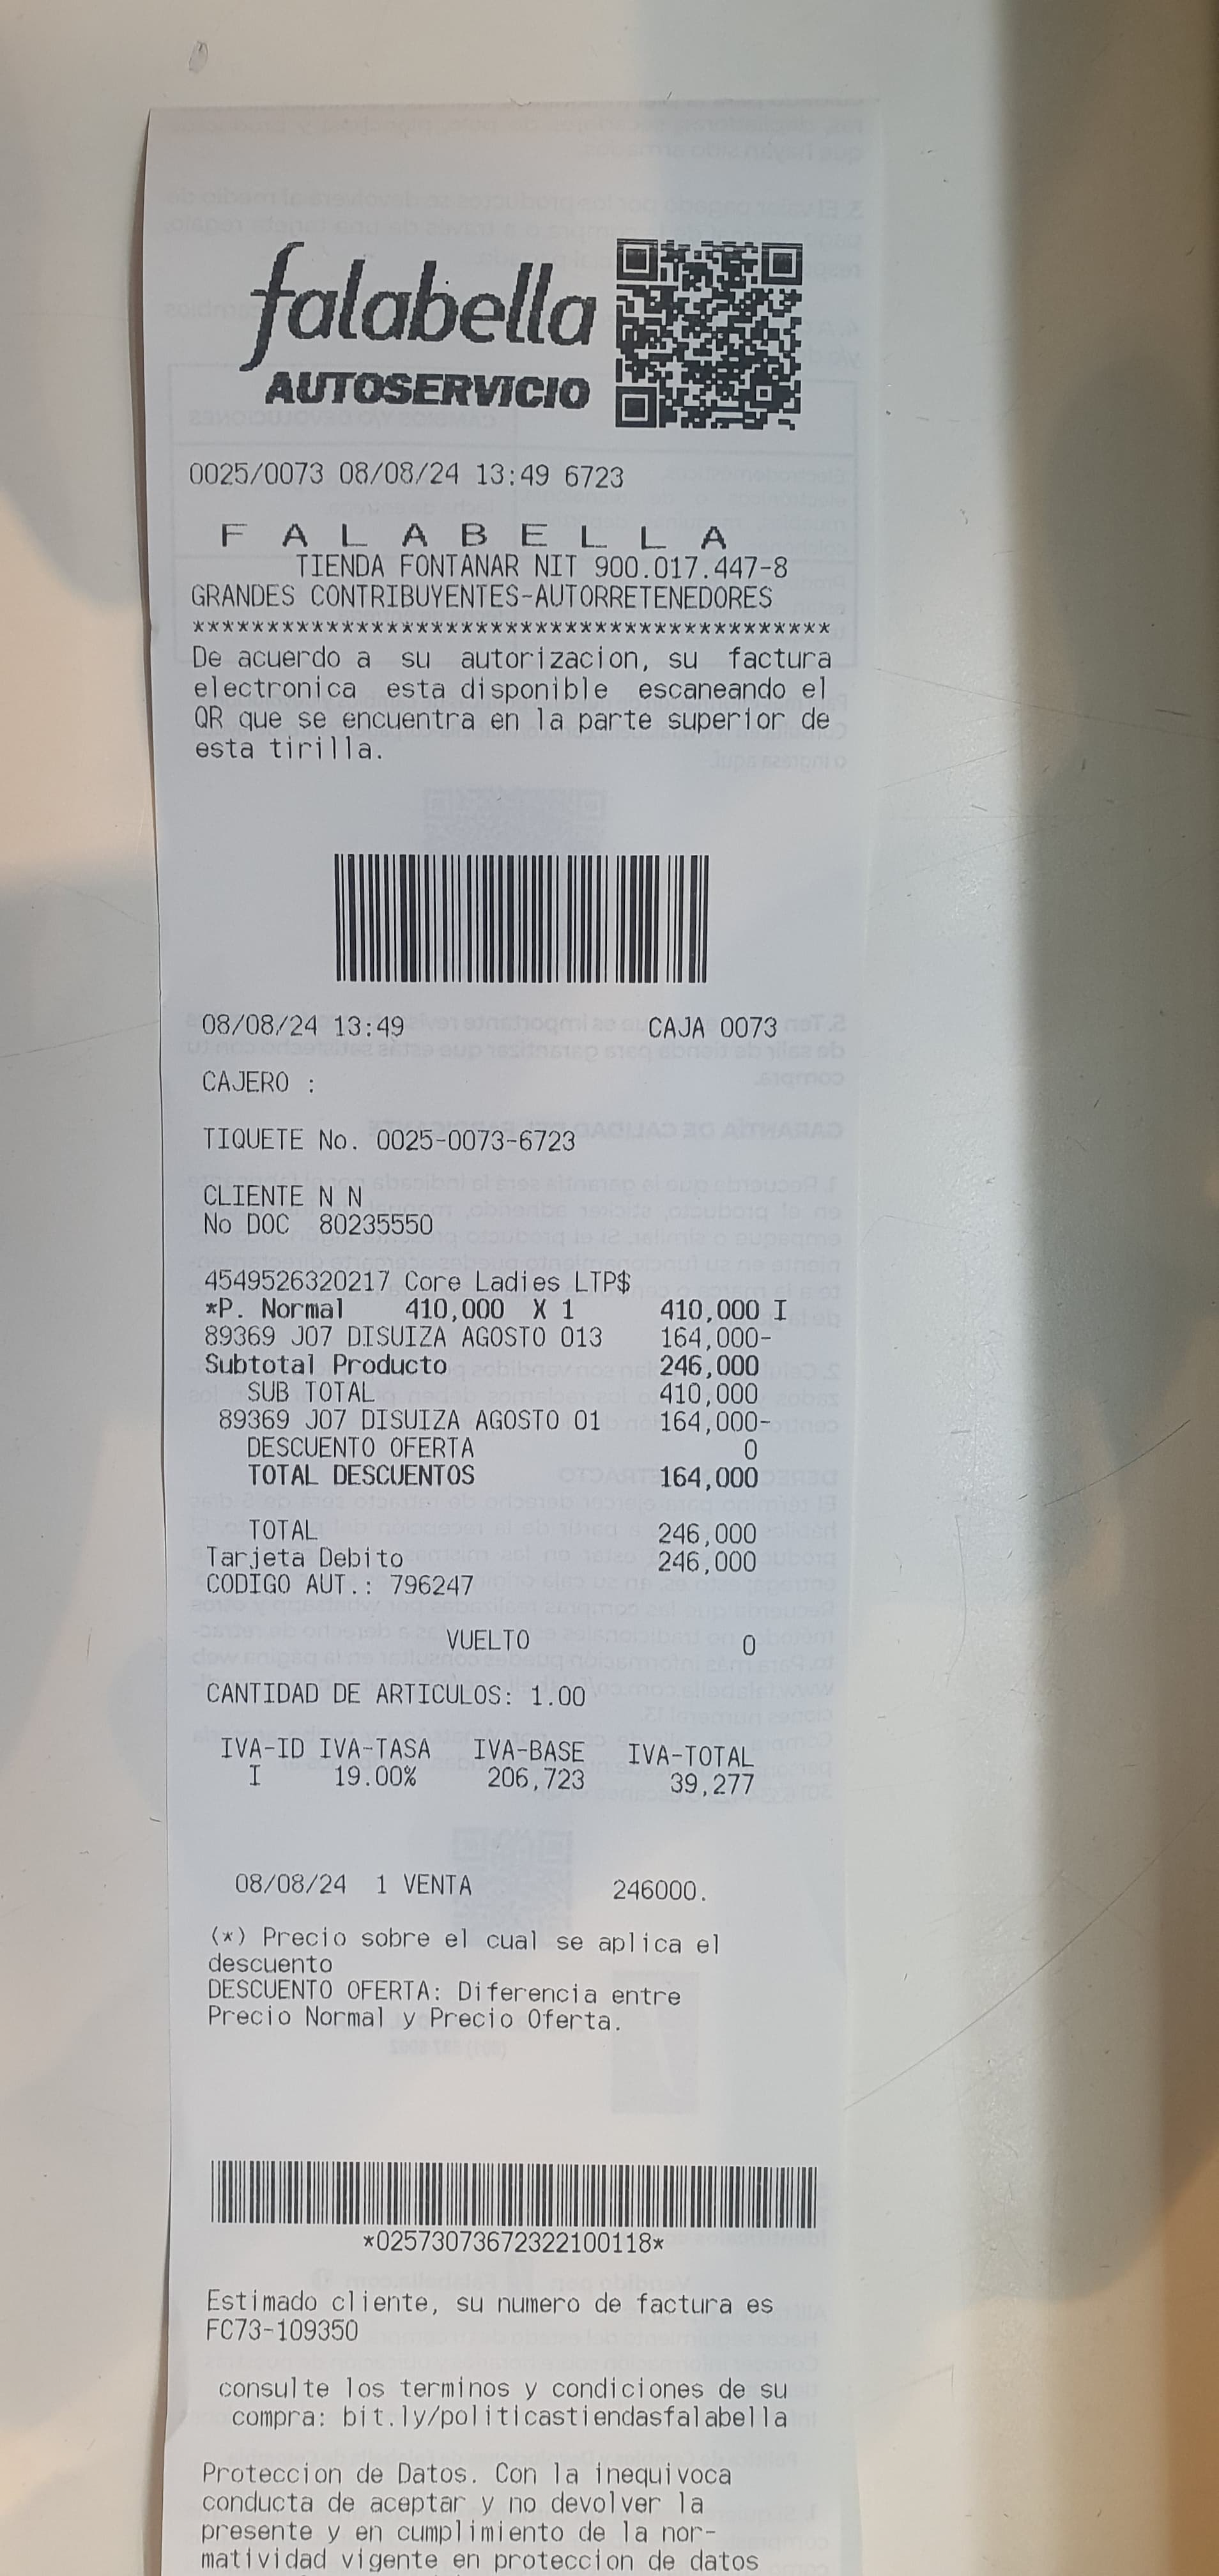 falabella
AUTOSERVICIO
0025/0073 08/08/24 13:49 6723
F A L A B E L L A
TIENDA FONTANAR NIT 900.017.447-8
GRANDES CONTRIBUYENTES-AUTORRETENEDORES
*******************************************
De acuerdo a su autorizacion, su factura
electronica esta disponible escaneando el
QR que se encuentra en la parte superior de
esta tirilla.
08/08/24 13:49 CAJA 0073
CAJERO :
TIQUETE No. 0025-0073-6723
CLIENTE N N
No DOC 80235550
4549526320217 Core Ladies LTP$
*P. Normal 410,000 X 1 410,000 I
89369 J07 DISUIZA AGOSTO 013 164,000-
Subtotal Producto 246,000
SUB TOTAL 410,000
89369 J07 DISUIZA AGOSTO 01 164,000-
DESCUENTO OFERTA 0
TOTAL DESCUENTOS 164,000
TOTAL 246,000
Tarjeta Debito 246,000
CODIGO AUT.: 796247
VUELTO 0
CANTIDAD DE ARTICULOS: 1.00
IVA-ID IVA-TASA IVA-BASE IVA-TOTAL
I 19.00% 206,723 39,277
08/08/24 1 VENTA 246000.
(*) Precio sobre el cual se aplica el
descuento
DESCUENTO OFERTA: Diferencia entre
Precio Normal y Precio Oferta.
*02573073672322100118*
Estimado cliente, su numero de factura es
FC73-109350
consulte los terminos y condiciones de su
compra: bit.ly/politicastiendasfalabella
Proteccion de Datos. Con la inequivoca
conducta de aceptar y no devolver la
presente y en cumplimiento de la nor-
matividad vigente en proteccion de datos